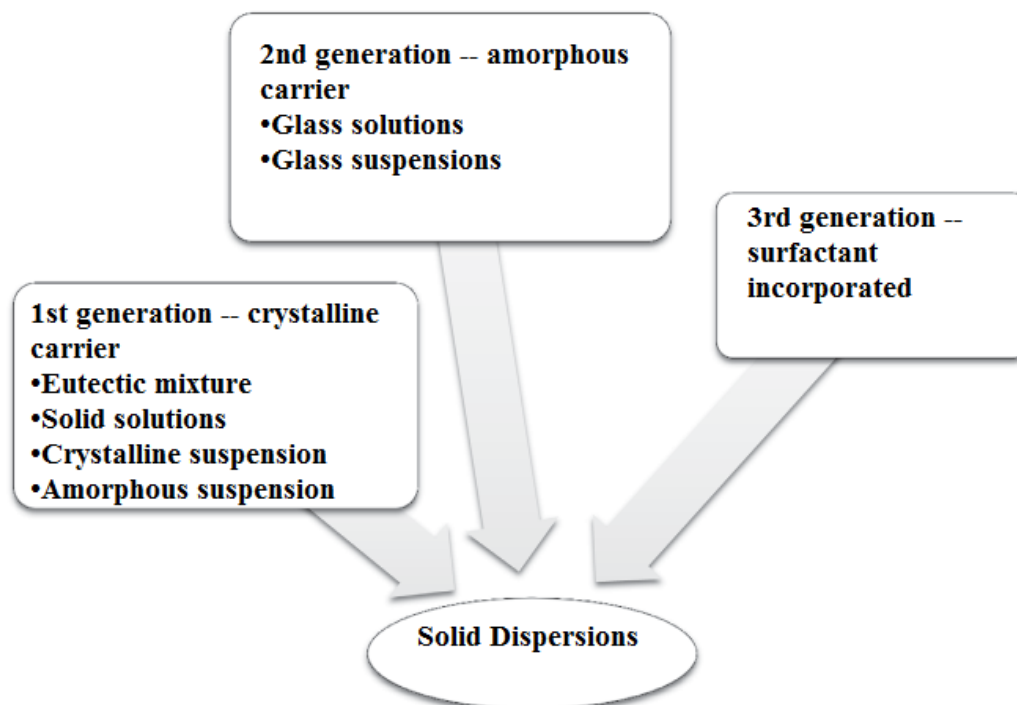 2nd generation -- amorphous
carrier
•Glass solutions
•Glass suspensions
3rd generation --
surfactant
incorporated
1st generation -- crystalline
carrier
•Eutectic mixture
•Solid solutions
•Crystalline suspension
•Amorphous suspension
Solid Dispersions